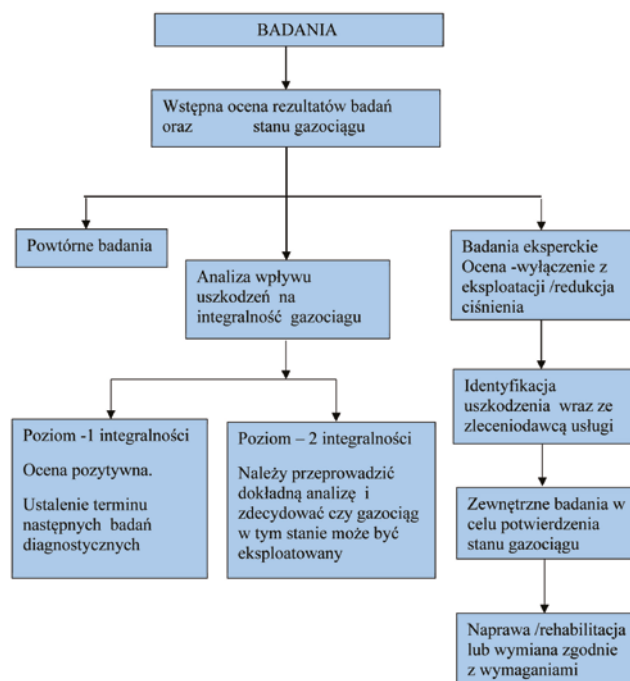 BADANIA
Wstępna ocena rezultatów badań
oraz stanu gazociągu
Powtórne badania
Analiza wpływu
uszkodzeń na
integralność gazociagu
Badania eksperckie
Ocena -wyłączenie z
eksploatacji /redukcja
ciśnienia
Poziom -1 integralności
Ocena pozytywna.
Ustalenie terminu
następnych badań
diagnostycznych
Poziom – 2 integralności
Należy przeprowadzić
dokładną analizę i
zdecydować czy gazociąg
w tym stanie może być
eksploatowany
Identyfikacja
uszkodzenia wraz ze
zleceniodawcą usługi
Zewnętrzne badania w
celu potwierdzenia
stanu gazociągu
Naprawa /rehabilitacja
lub wymiana zgodnie
z wymaganiami